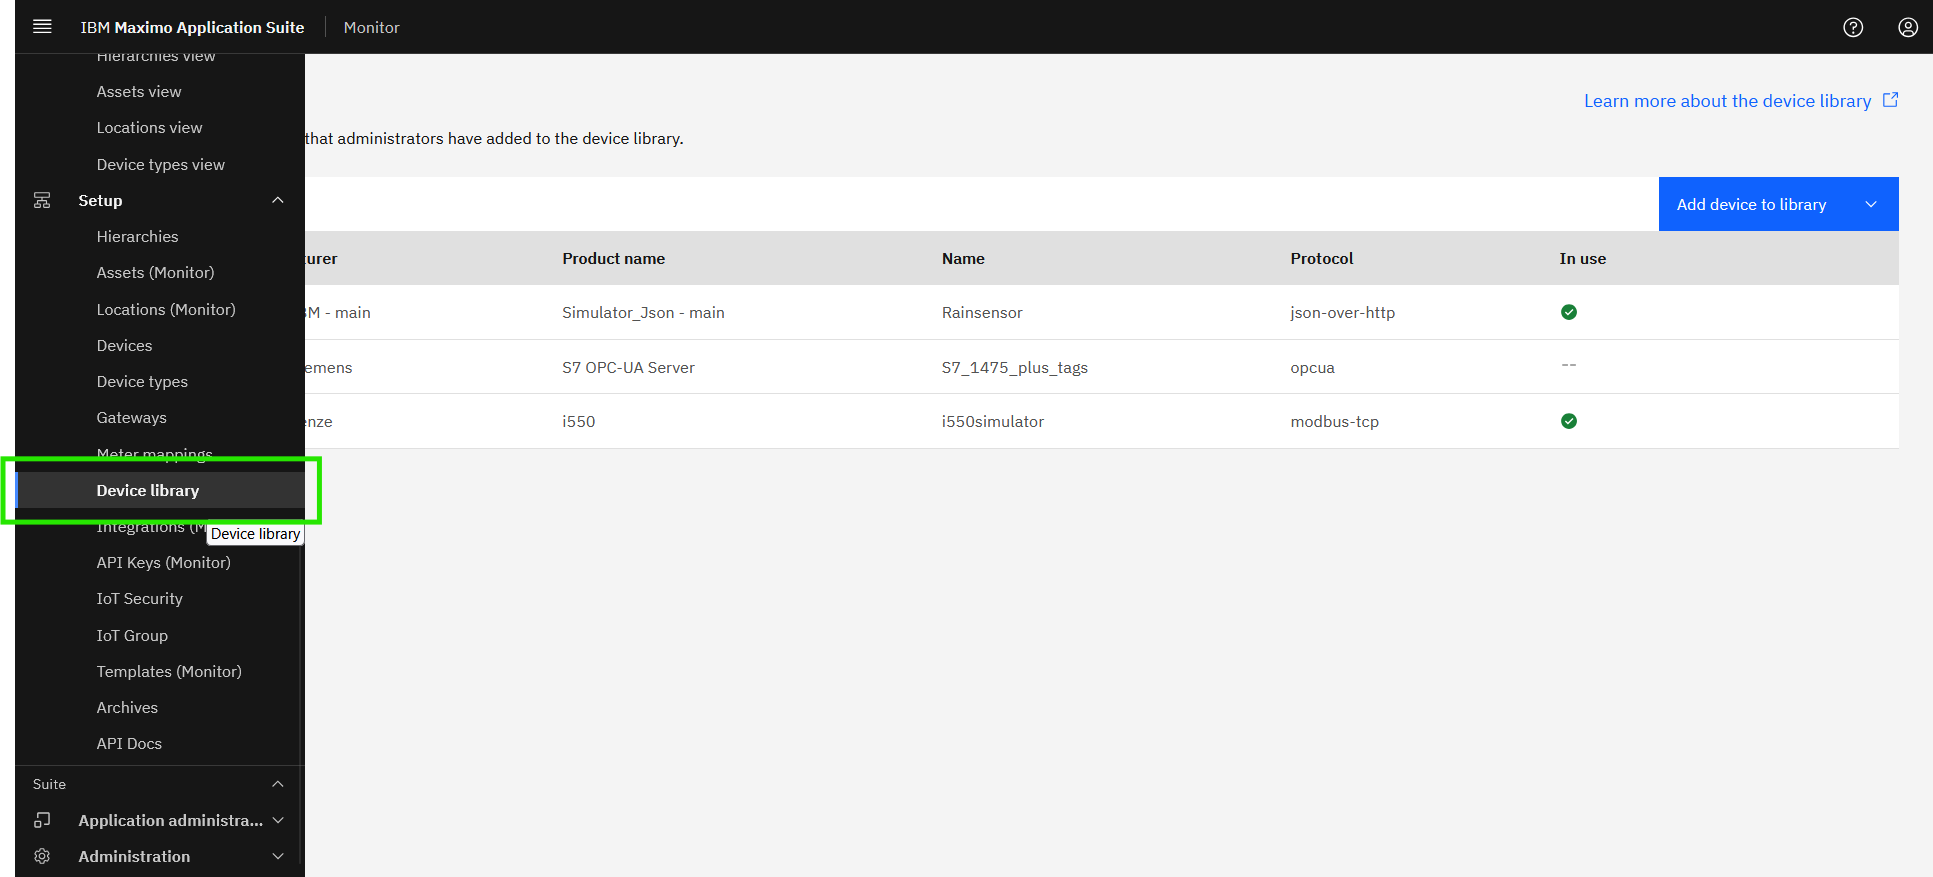 IBM Maximo Application Suite | Monitor
Hierarchies view
Assets view
Locations view
Device types view
Setup
Hierarchies
Assets (Monitor)
Locations (Monitor)
Devices
Device types
Gateways
Meter mappings
Device library
Integrations (M
Device library
API Keys (Monitor)
IoT Security
IoT Group
Templates (Monitor)
Archives
API Docs
Suite
Application administra...
Administration
Learn more about the device library
that administrators have added to the device library.
Add device to library
turer Product name Name Protocol In use
BM - main Simulator_Json - main Rainsensor json-over-http
emens S7 OPC-UA Server S7_1475_plus_tags opcua --
enze i550 i550simulator modbus-tcp